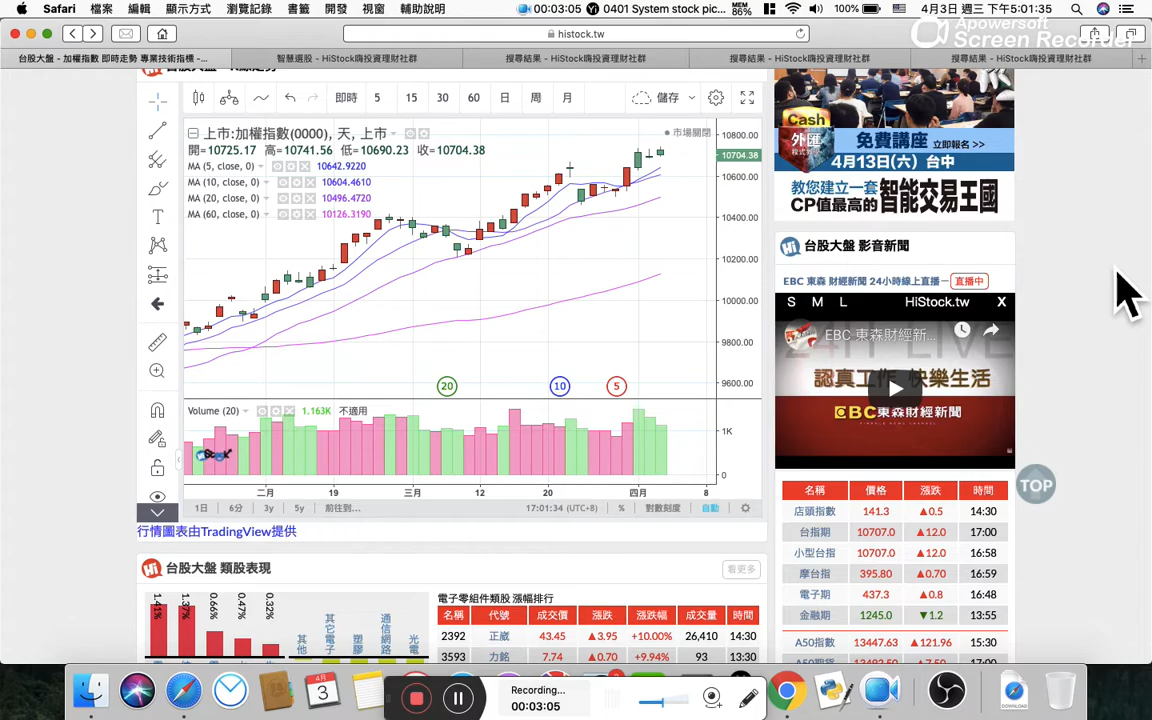 Safari 檔案 編輯 顯示方式 瀏覽記錄 書籤 開發 視窗 輔助說明 00:03:05 0401 System stock pic... MEM 86% 100% 4月3日 週三 下午5:01:35
Apowersoft
Screen Recorder
histock.tw
台股大盤 - 加權指數 即時走勢 專業技術指標 -... 智慧選股 - HiStock嗨投資理財社群 搜尋結果 - HiStock嗨投資理財社群 搜尋結果 - HiStock嗨投資理財社群 搜尋結果 - HiStock嗨投資理財社群
即時 5 15 30 60 日 周 月 儲存
上市:加權指數(0000), 天, 上市
市場關閉
開=10725.17 高=10741.56 低=10690.23 收=10704.38
MA (5, close, 0) 10642.9220
MA (10, close, 0) 10604.4610
MA (20, close, 0) 10496.4720
MA (60, close, 0) 10126.3190
10800.00
10704.38
10600.00
10400.00
10200.00
10000.00
9800.00
9600.00
20 10 5
Volume (20) 1.163K 不適用
1K
0
二月 19 三月 12 20 四月 8
1日 6分 3y 5y 前往到... 17:01:34 (UTC+8) % 對數刻度 自動
行情圖表由TradingView提供
Hi 台股大盤 類股表現 看更多
1.41% 1.37% 0.66% 0.47% 0.32%
其他 其它電子 塑膠 通信網路 光電
電子零組件類股 漲幅排行
名稱 代號 成交價 漲跌 漲跌幅 成交量 時間
2392 正崴 43.45 ▲3.95 +10.00% 26,410 14:30
3593 力銘 7.74 ▲0.70 +9.94% 93 13:30
Cash
外匯
程式
免費講座 立即報名 >>
4月13日(六) 台中
教您建立一套
CP值最高的 智能交易王國
Hi 台股大盤 影音新聞
EBC 東森 財經新聞 24小時線上直播－ 直播中
S M L HiStock.tw X
EBC 東森財經新...
24H LIVE
認真工作 快樂生活
EBC東森財經新聞
TOP
名稱 價格 漲跌 時間
店頭指數 141.3 ▲0.5 14:30
台指期 10707.0 ▲12.0 17:00
小型台指 10707.0 ▲12.0 16:58
摩台指 395.80 ▲0.70 16:59
電子期 437.3 ▲0.8 16:48
金融期 1245.0 ▼1.2 13:55
A50指數 13447.63 ▲121.96 15:30
4月
3
Recording...
00:03:05
DOWNLOAD